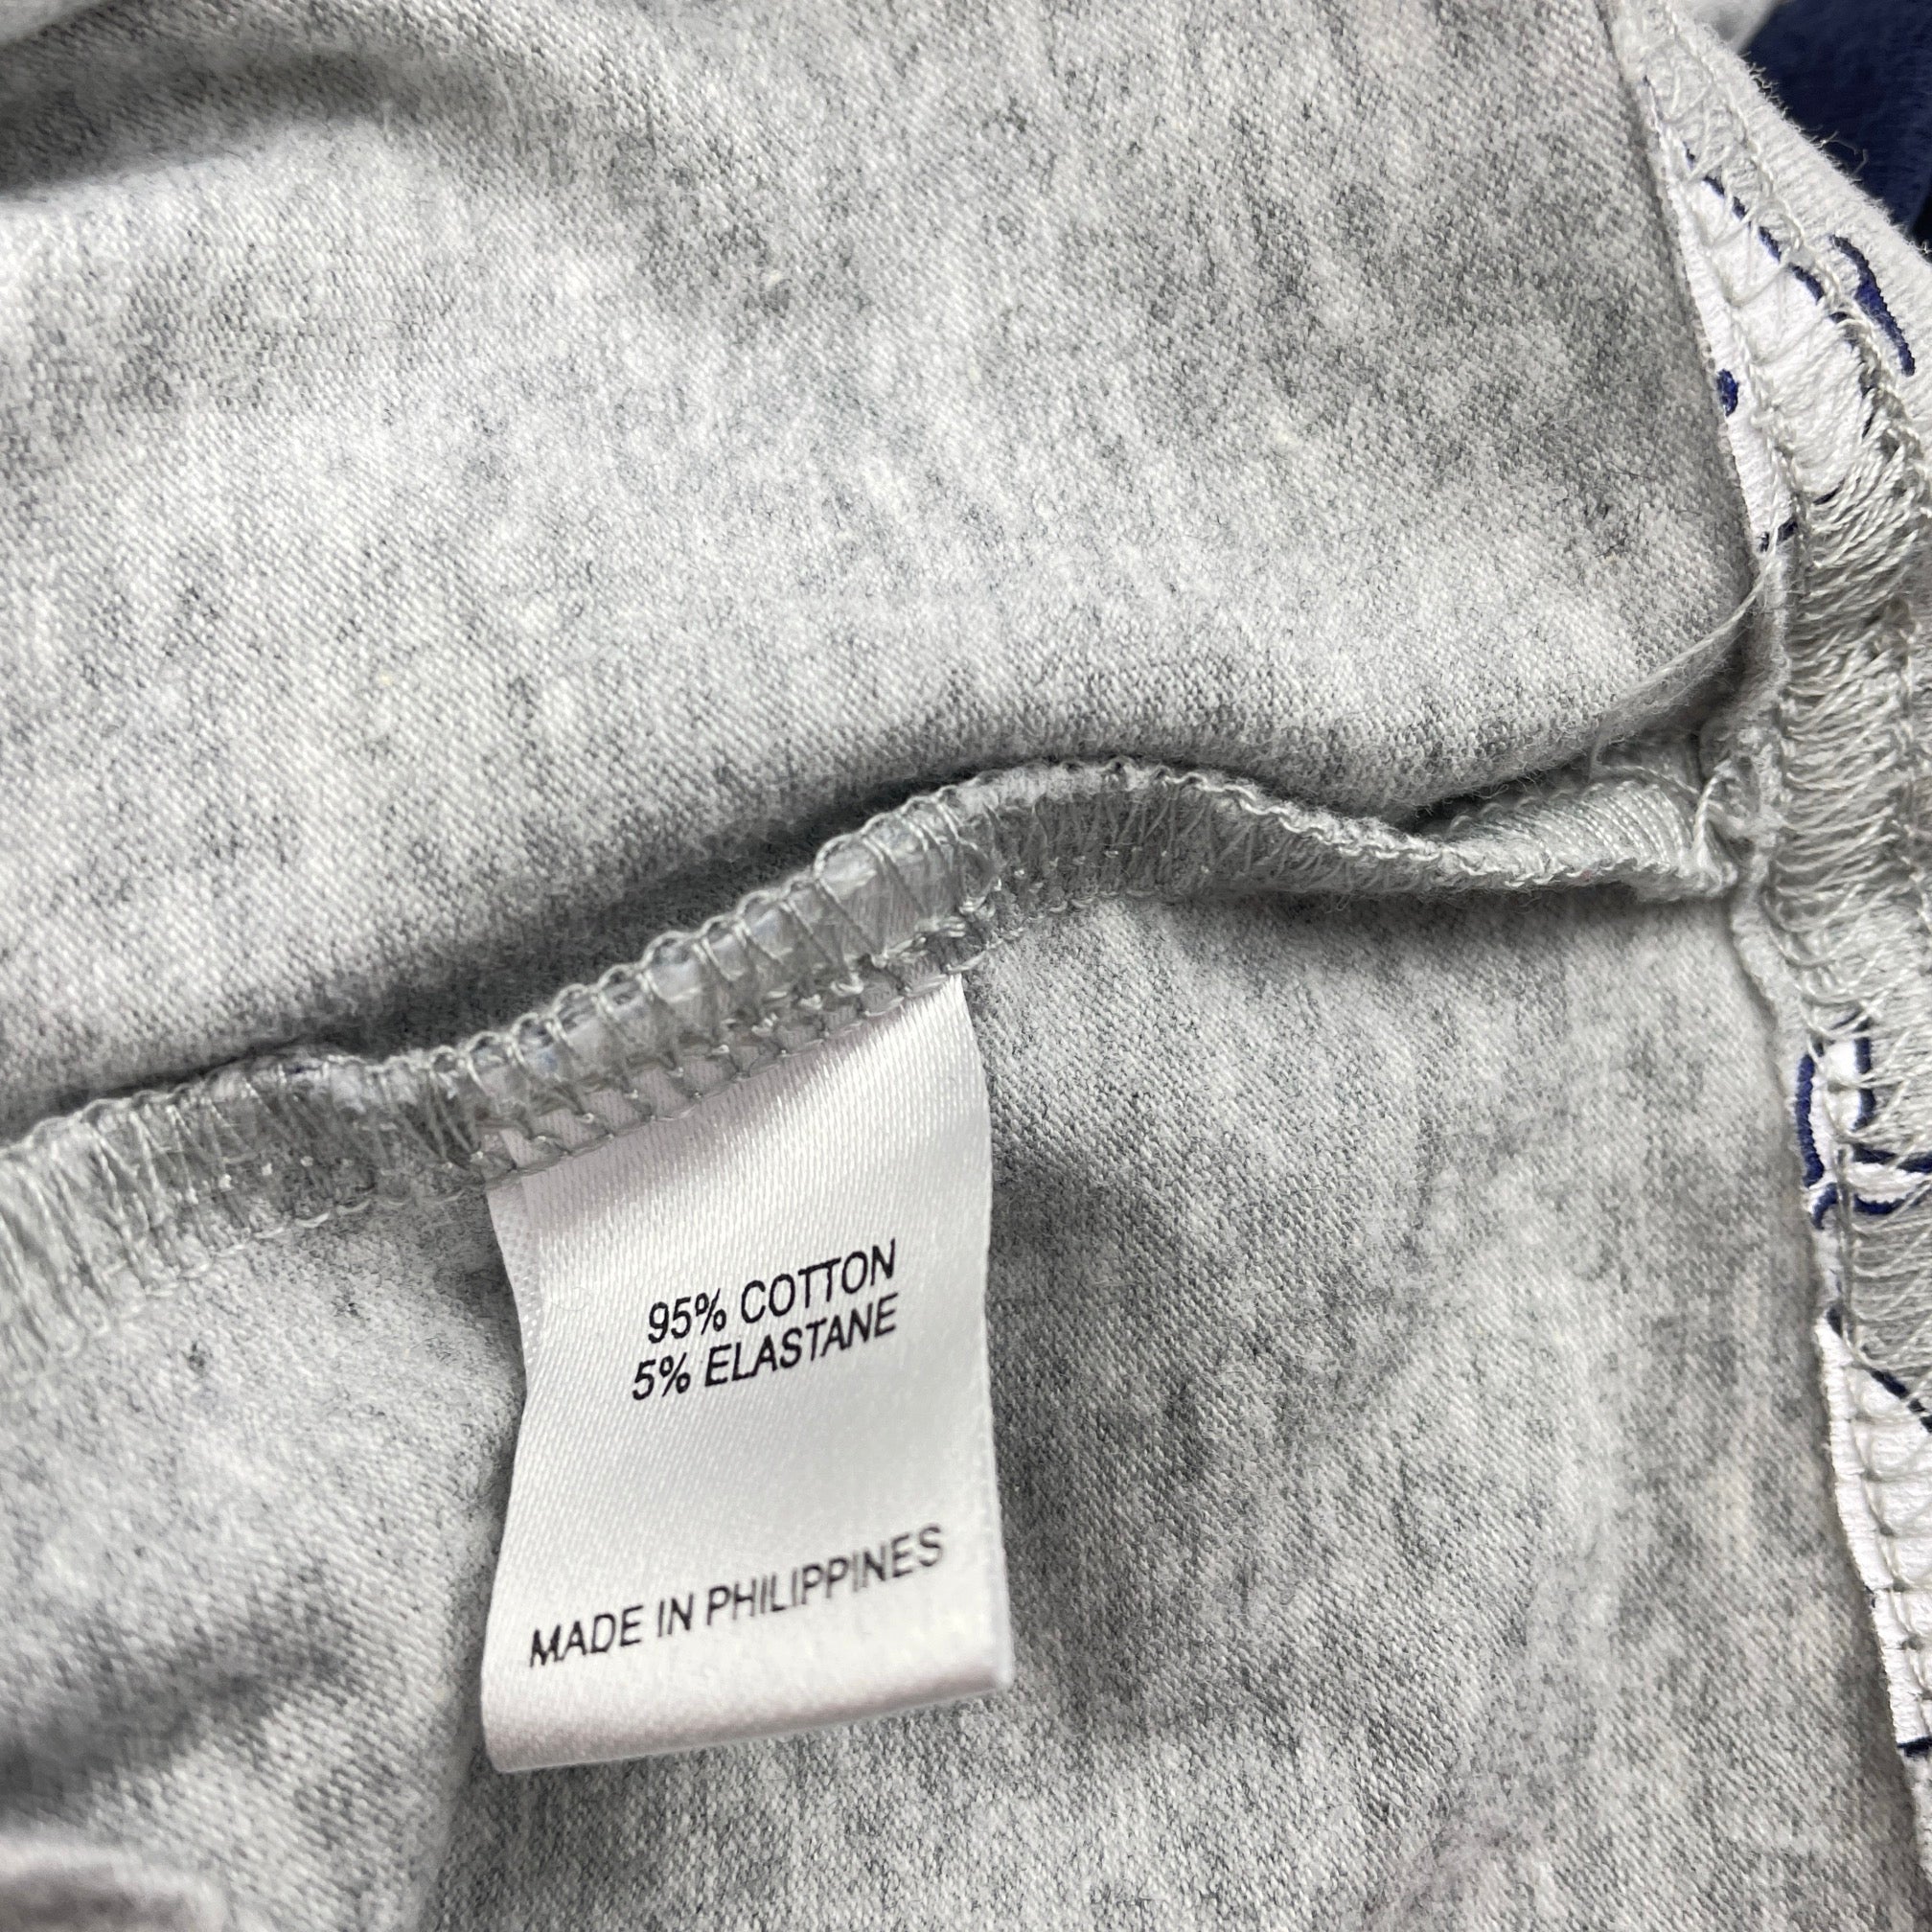 95% COTTON
5% ELASTANE
MADE IN PHILIPPINES